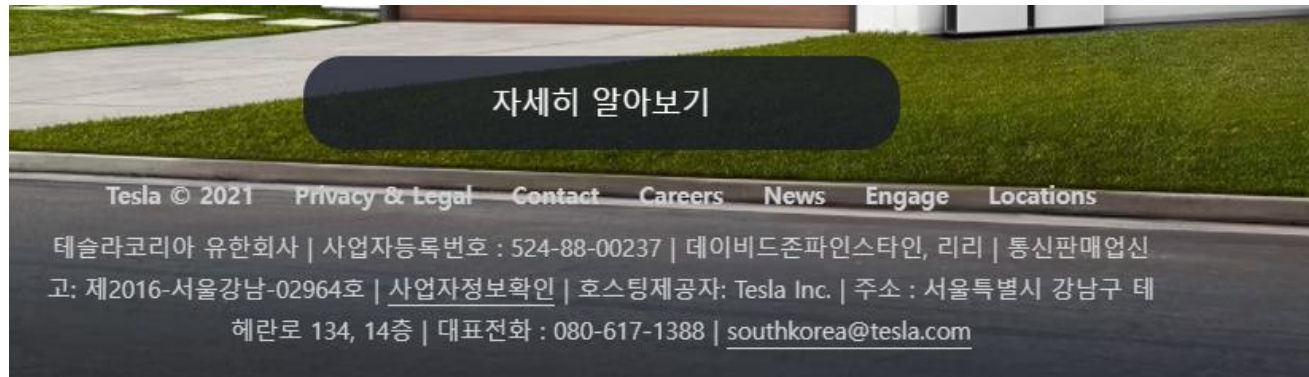 자세히 알아보기
Tesla © 2021 Privacy & Legal Contact Careers News Engage Locations
테슬라코리아 유한회사 | 사업자등록번호 : 524-88-00237 | 데이비드존파인스타인, 리리 | 통신판매업신
고: 제2016-서울강남-02964호 | 사업자정보확인 | 호스팅제공자: Tesla Inc. | 주소 : 서울특별시 강남구 테
헤란로 134, 14층 | 대표전화 : 080-617-1388 | southkorea@tesla.com